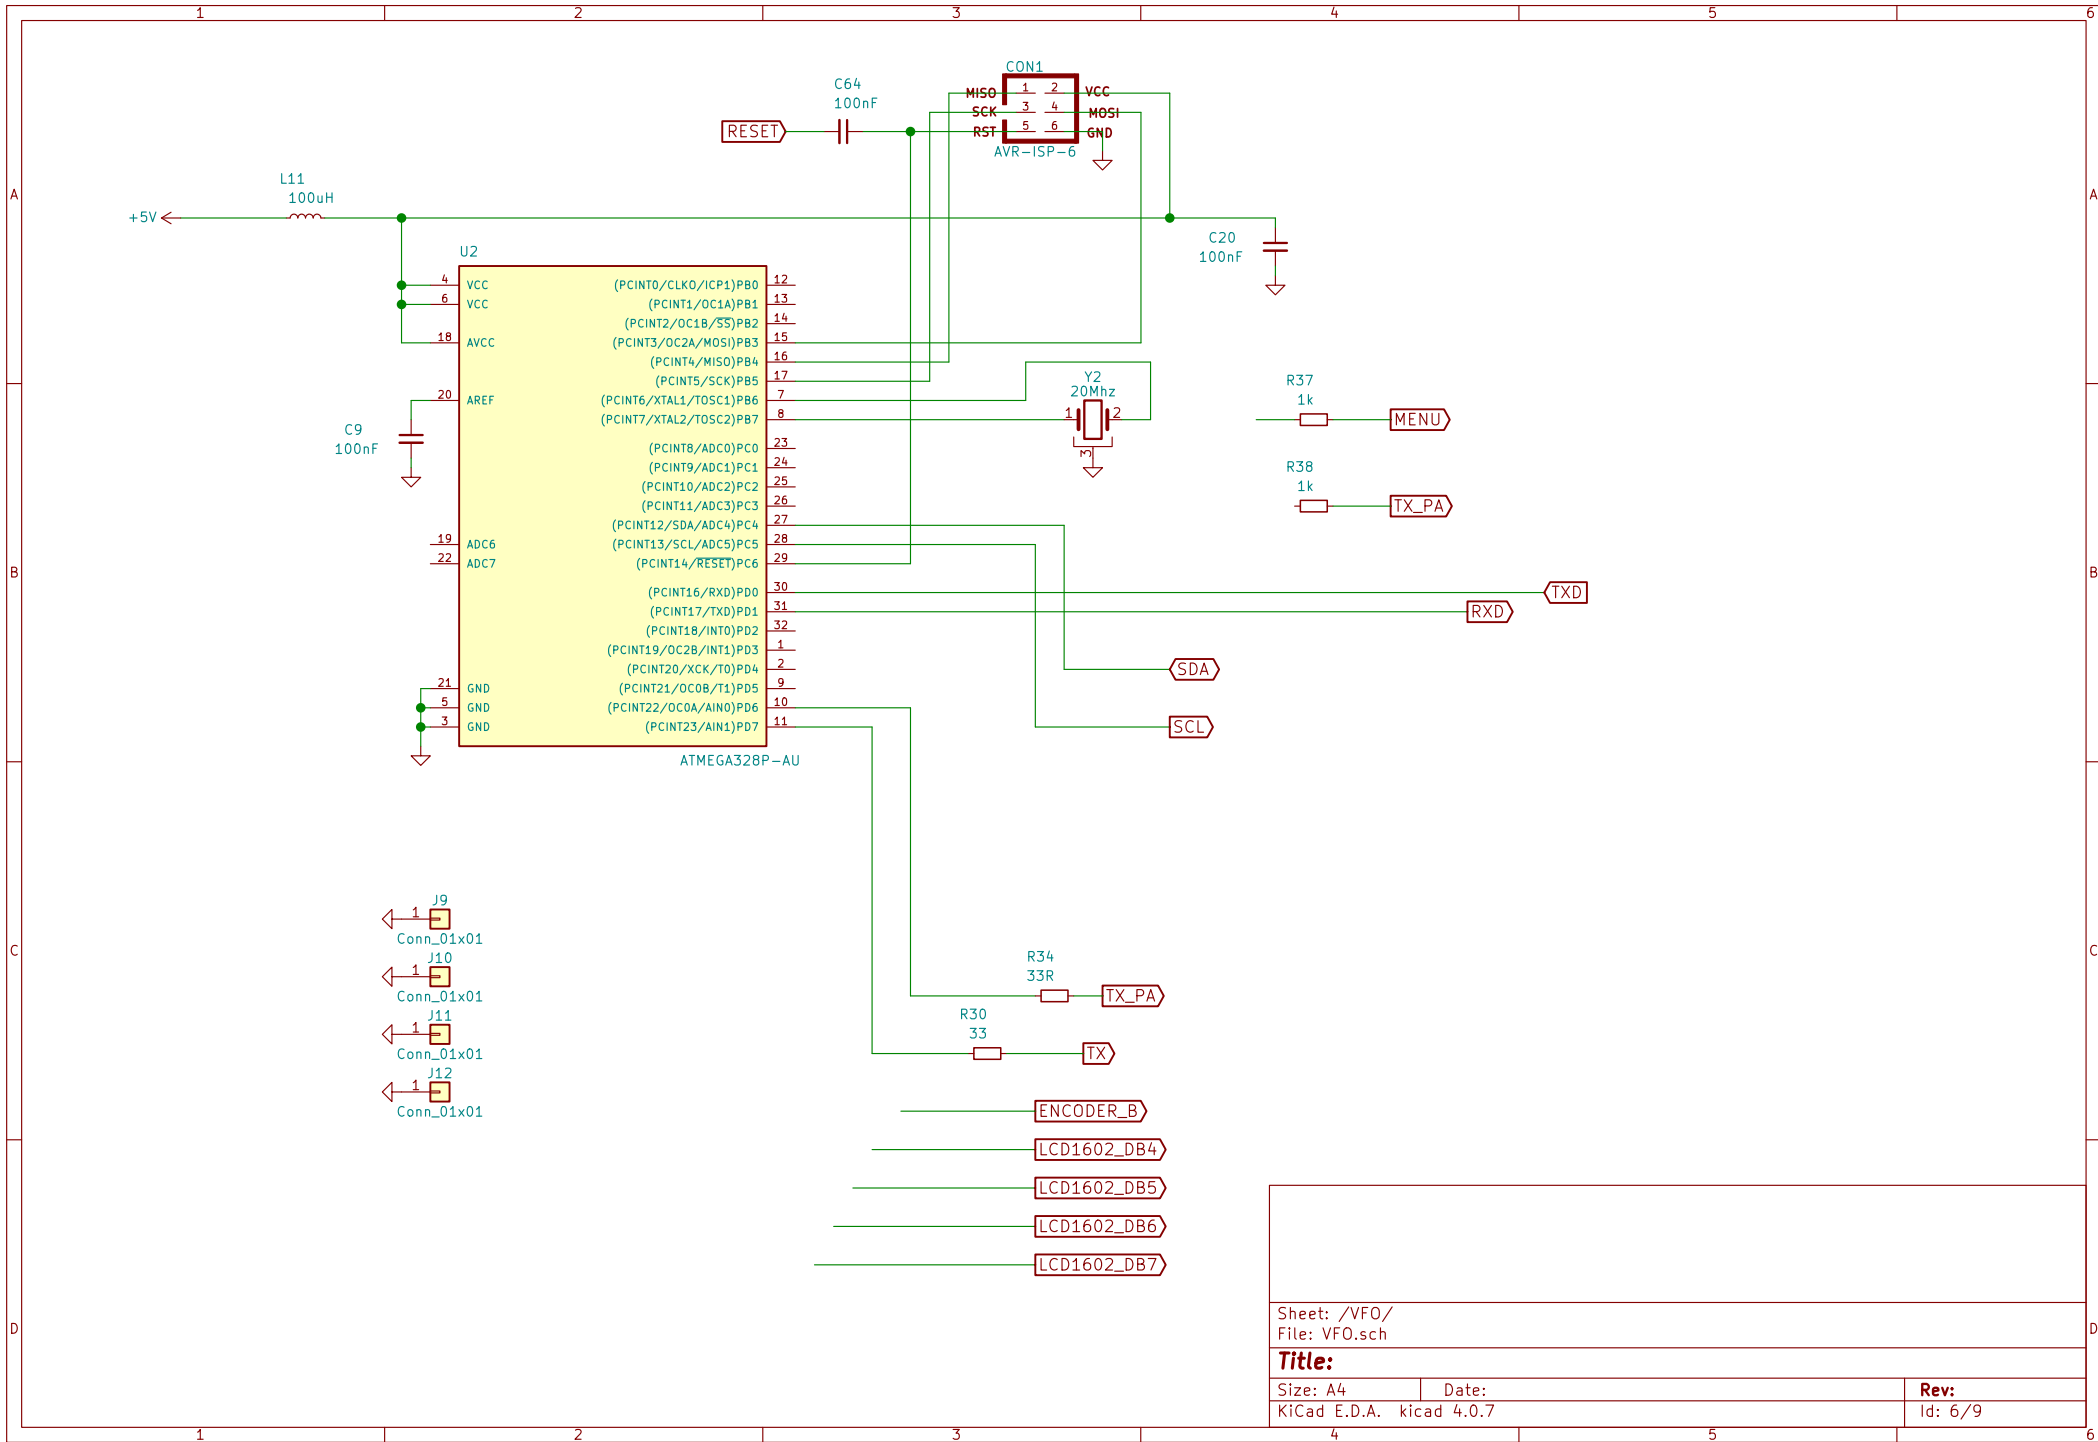 1 2 3 4 5 6
A
B
C
D
A
B
C
D
1 2 3 4 5 6
C64
100nF
RESET
CON1
MISO 1 2 VCC
SCK 3 4 MOSI
RST 5 6 GND
AVR-ISP-6
L11
100uH
+5V
C20
100nF
U2
4 VCC
6 VCC
18 AVCC
20 AREF
19 ADC6
22 ADC7
21 GND
5 GND
3 GND
(PCINT0/CLKO/ICP1)PB0 12
(PCINT1/OC1A)PB1 13
(PCINT2/OC1B/SS)PB2 14
(PCINT3/OC2A/MOSI)PB3 15
(PCINT4/MISO)PB4 16
(PCINT5/SCK)PB5 17
(PCINT6/XTAL1/TOSC1)PB6 7
(PCINT7/XTAL2/TOSC2)PB7 8
(PCINT8/ADC0)PC0 23
(PCINT9/ADC1)PC1 24
(PCINT10/ADC2)PC2 25
(PCINT11/ADC3)PC3 26
(PCINT12/SDA/ADC4)PC4 27
(PCINT13/SCL/ADC5)PC5 28
(PCINT14/RESET)PC6 29
(PCINT16/RXD)PD0 30
(PCINT17/TXD)PD1 31
(PCINT18/INT0)PD2 32
(PCINT19/OC2B/INT1)PD3 1
(PCINT20/XCK/T0)PD4 2
(PCINT21/OC0B/T1)PD5 9
(PCINT22/OC0A/AIN0)PD6 10
(PCINT23/AIN1)PD7 11
ATMEGA328P-AU
C9
100nF
Y2
20Mhz
1 2
3
R37
1k
MENU
R38
1k
TX_PA
TXD
RXD
SDA
SCL
J9
1
Conn_01x01
J10
1
Conn_01x01
J11
1
Conn_01x01
J12
1
Conn_01x01
R34
33R
TX_PA
R30
33
TX
ENCODER_B
LCD1602_DB4
LCD1602_DB5
LCD1602_DB6
LCD1602_DB7
Sheet: /VFO/
File: VFO.sch
Title:
Size: A4 Date: Rev:
KiCad E.D.A. kicad 4.0.7 Id: 6/9